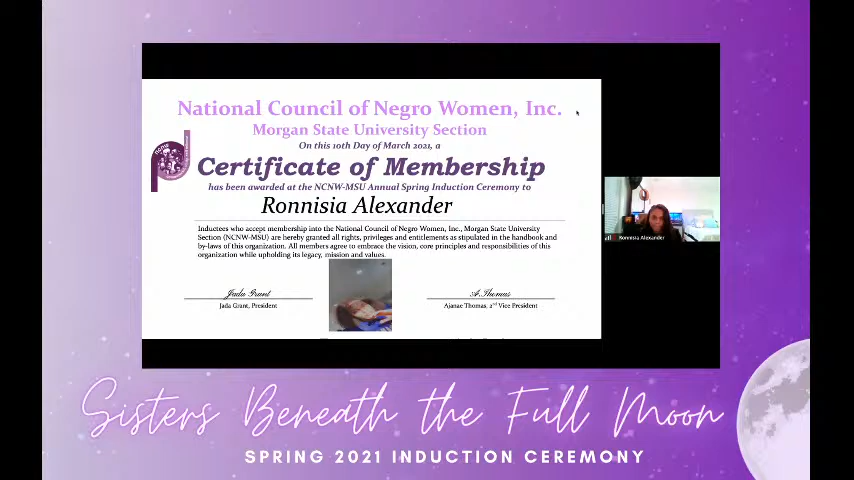 National Council of Negro Women, Inc.
Morgan State University Section
On this 10th Day of March 2021, a
Certificate of Membership
has been awarded at the NCNW-MSU Annual Spring Induction Ceremony to
Ronnisia Alexander
Inductees who accept membership into the National Council of Negro Women, Inc., Morgan State University
Section (NCNW-MSU) are hereby granted all rights, privileges and entitlements as stipulated in the handbook and
by-laws of this organization. All members agree to embrace the vision, core principles and responsibilities of this
organization while upholding its legacy, mission and values.
Jada Grant
A.Thomas
Jada Grant, President
Ajanae Thomas, 2nd Vice President
Ronnisia Alexander
Sisters Beneath the Full Moon
SPRING 2021 INDUCTION CEREMONY